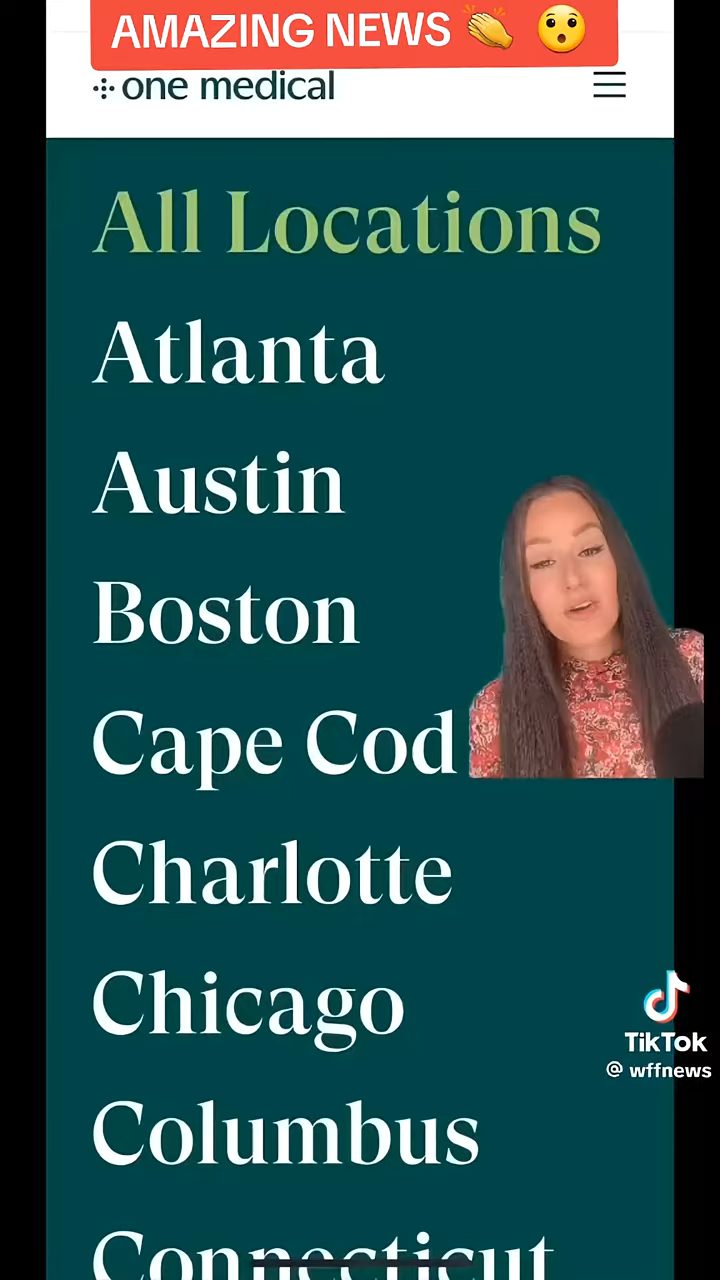 AMAZING NEWS 👏 😯
one medical
All Locations
Atlanta
Austin
Boston
Cape Cod
Charlotte
Chicago
Columbus
Connecticut
TikTok
@ wffnews